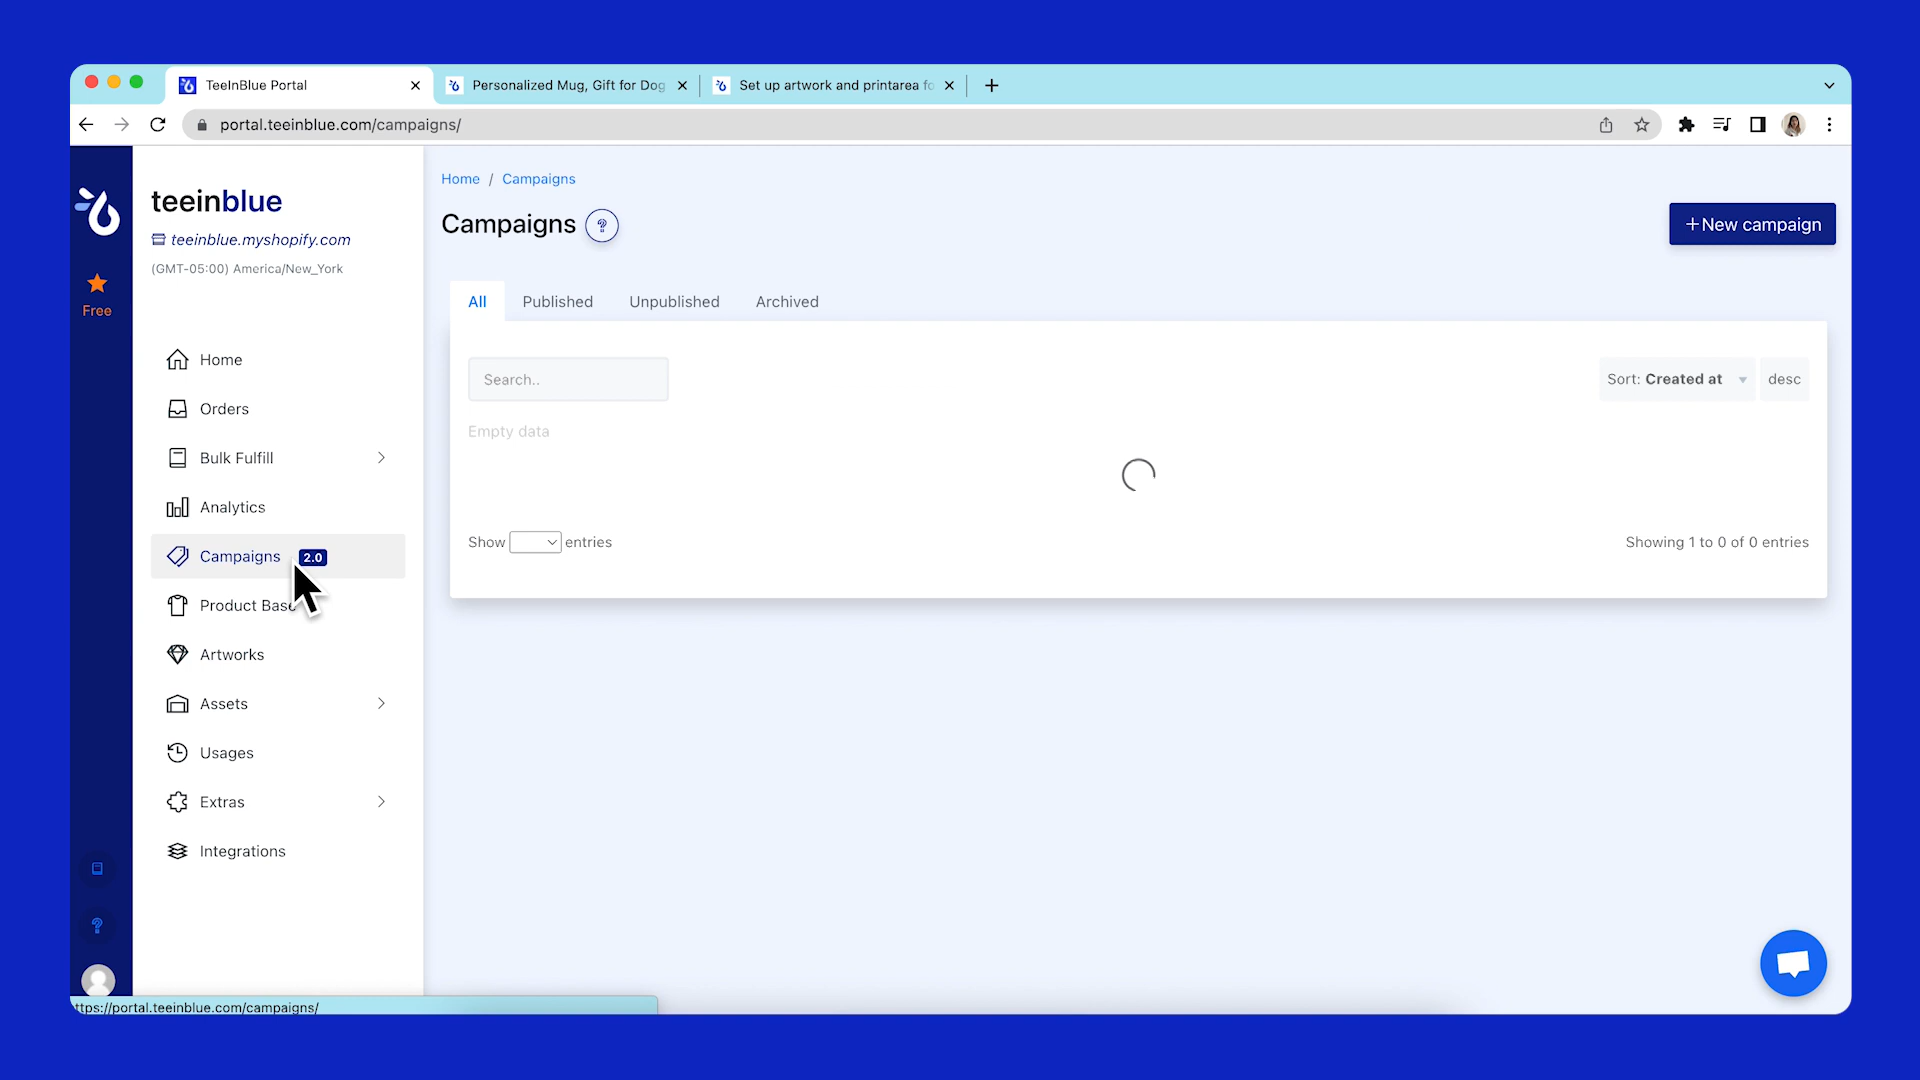 TeeInBlue Portal
Personalized Mug, Gift for Dog
Set up artwork and printarea fo
portal.teeinblue.com/campaigns/
Free
teeinblue
teeinblue.myshopify.com
(GMT-05:00) America/New_York
Home
Orders
Bulk Fulfill
Analytics
Campaigns 2.0
Product Base
Artworks
Assets
Usages
Extras
Integrations
Home / Campaigns
Campaigns ?
+New campaign
All Published Unpublished Archived
Search..
Sort: Created at desc
Empty data
Show entries
Showing 1 to 0 of 0 entries
?
ttps://portal.teeinblue.com/campaigns/